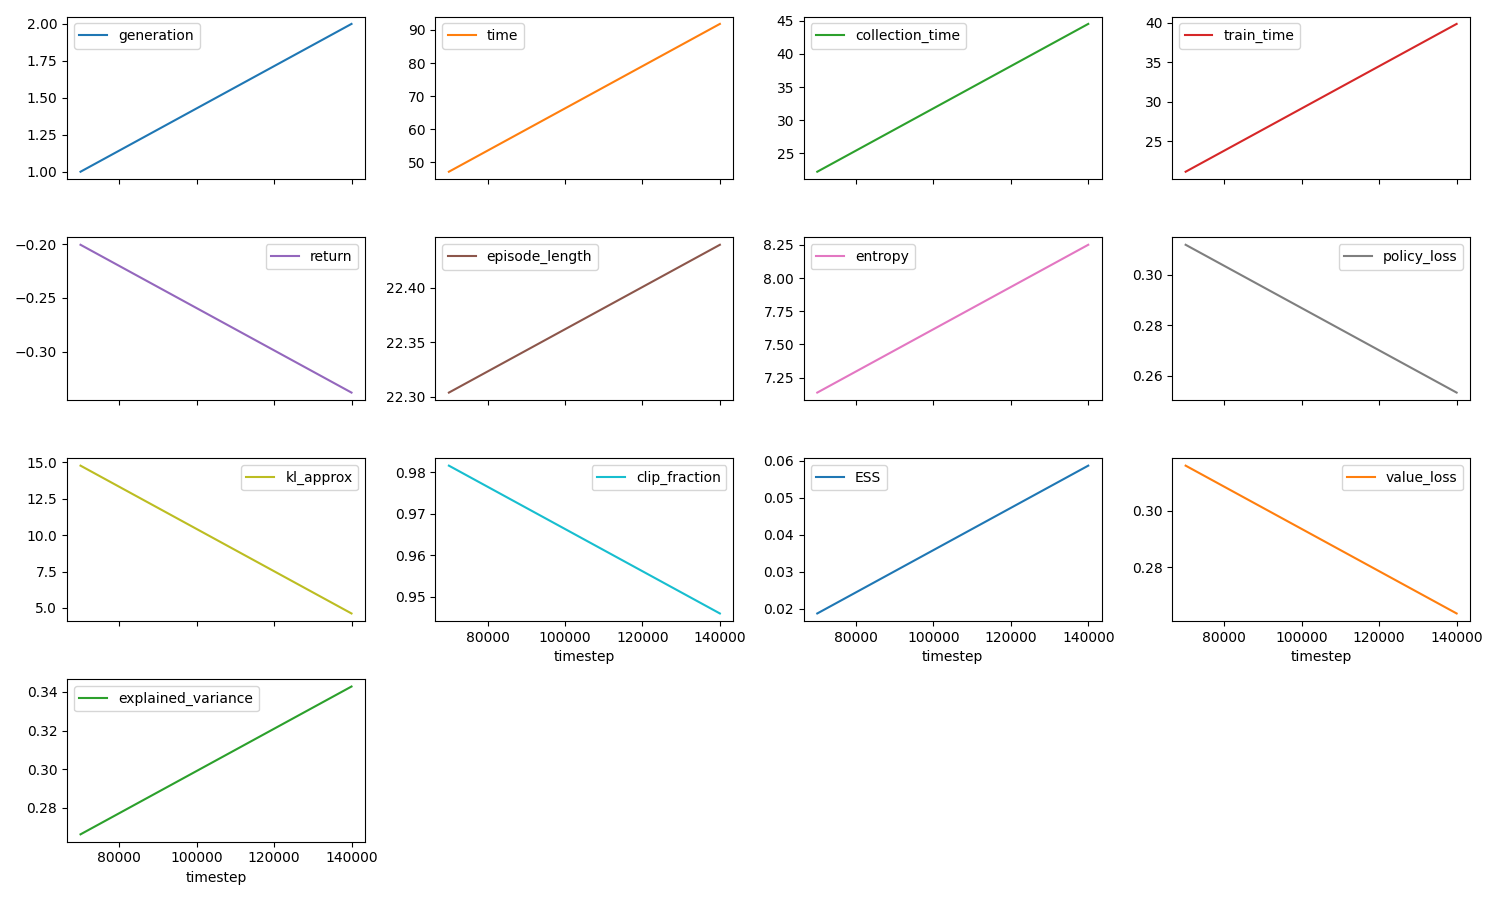 generation
2.00
1.75
1.50
1.25
1.00
time
90
80
70
60
50
collection_time
45
40
35
30
25
train_time
40
35
30
25
return
−0.20
−0.25
−0.30
episode_length
22.40
22.35
22.30
entropy
8.25
8.00
7.75
7.50
7.25
policy_loss
0.30
0.28
0.26
kl_approx
15.0
12.5
10.0
7.5
5.0
clip_fraction
0.98
0.97
0.96
0.95
80000 100000 120000 140000
timestep
ESS
0.06
0.05
0.04
0.03
0.02
80000 100000 120000 140000
timestep
value_loss
0.30
0.28
80000 100000 120000 140000
timestep
explained_variance
0.34
0.32
0.30
0.28
80000 100000 120000 140000
timestep